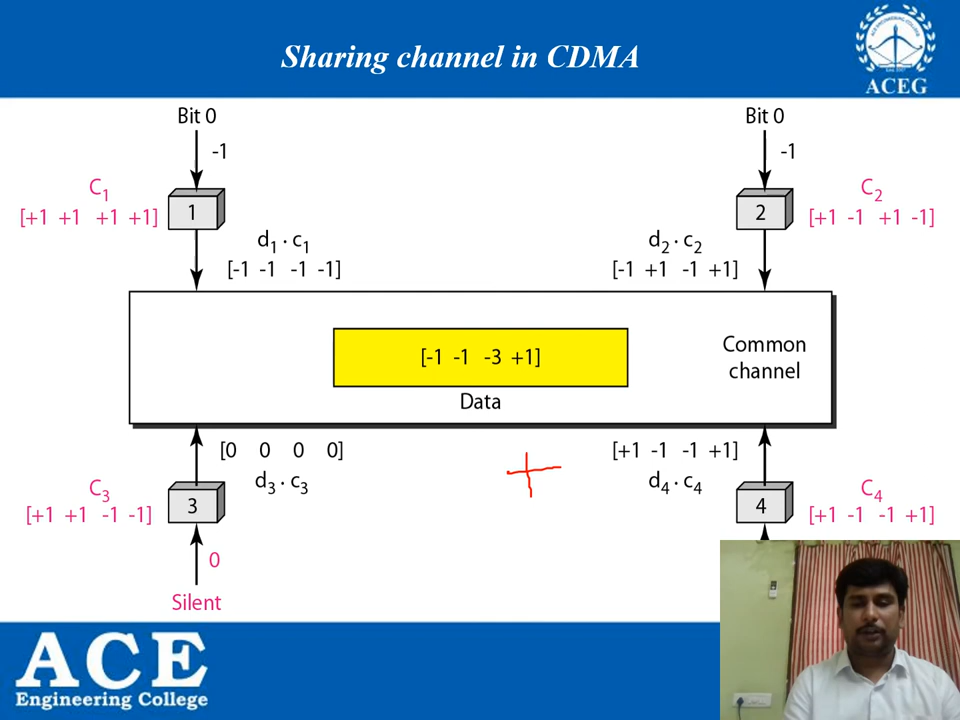 Sharing channel in CDMA
ACEG
Bit 0
-1
C1
[+1 +1 +1 +1]
1
d1 . c1
[-1 -1 -1 -1]
Bit 0
-1
C2
[+1 -1 +1 -1]
2
d2 . c2
[-1 +1 -1 +1]
[-1 -1 -3 +1]
Data
Common
channel
[0 0 0 0]
d3 . c3
C3
[+1 +1 -1 -1]
3
0
Silent
[+1 -1 -1 +1]
d4 . c4
C4
[+1 -1 -1 +1]
4
+
ACE
Engineering College